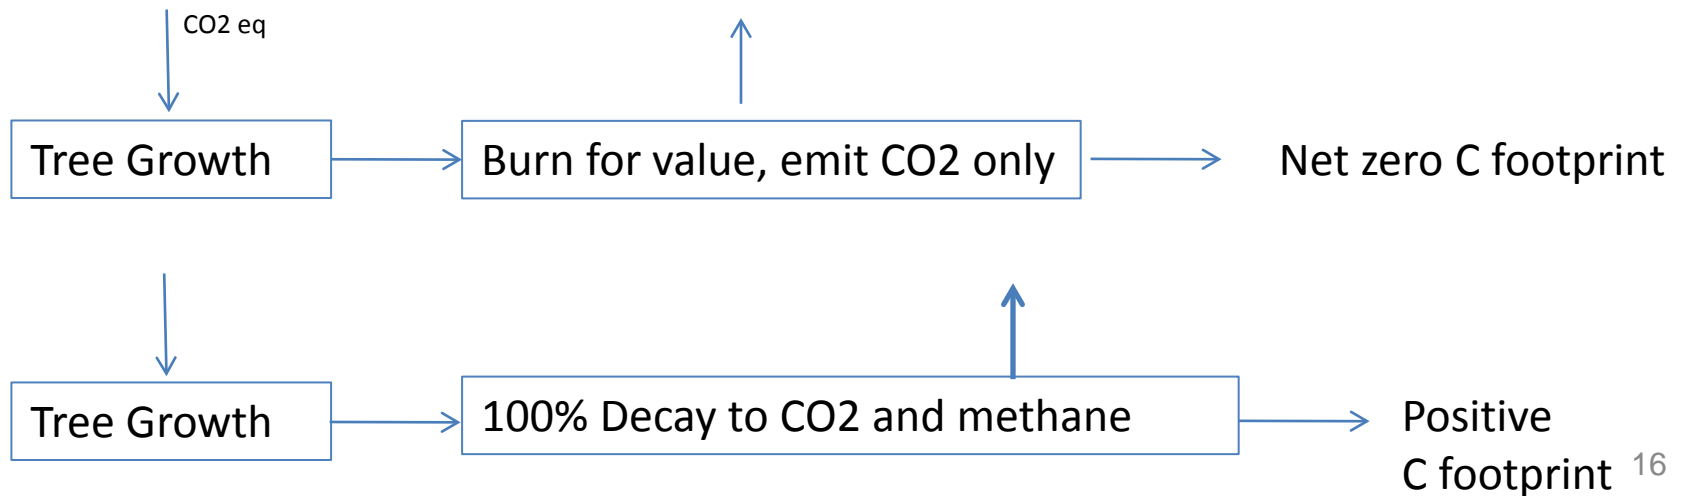 CO2 eq
Tree Growth
Burn for value, emit CO2 only
Net zero C footprint
Tree Growth
100% Decay to CO2 and methane
Positive
C footprint
16